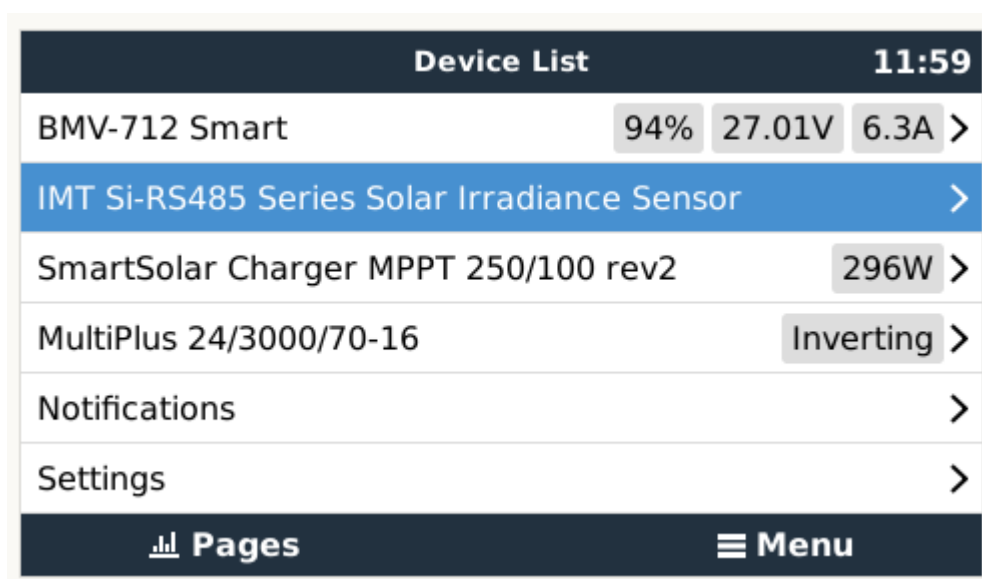 Device List 11:59
BMV-712 Smart 94% 27.01V 6.3A
IMT Si-RS485 Series Solar Irradiance Sensor
SmartSolar Charger MPPT 250/100 rev2 296W
MultiPlus 24/3000/70-16 Inverting
Notifications
Settings
Pages Menu